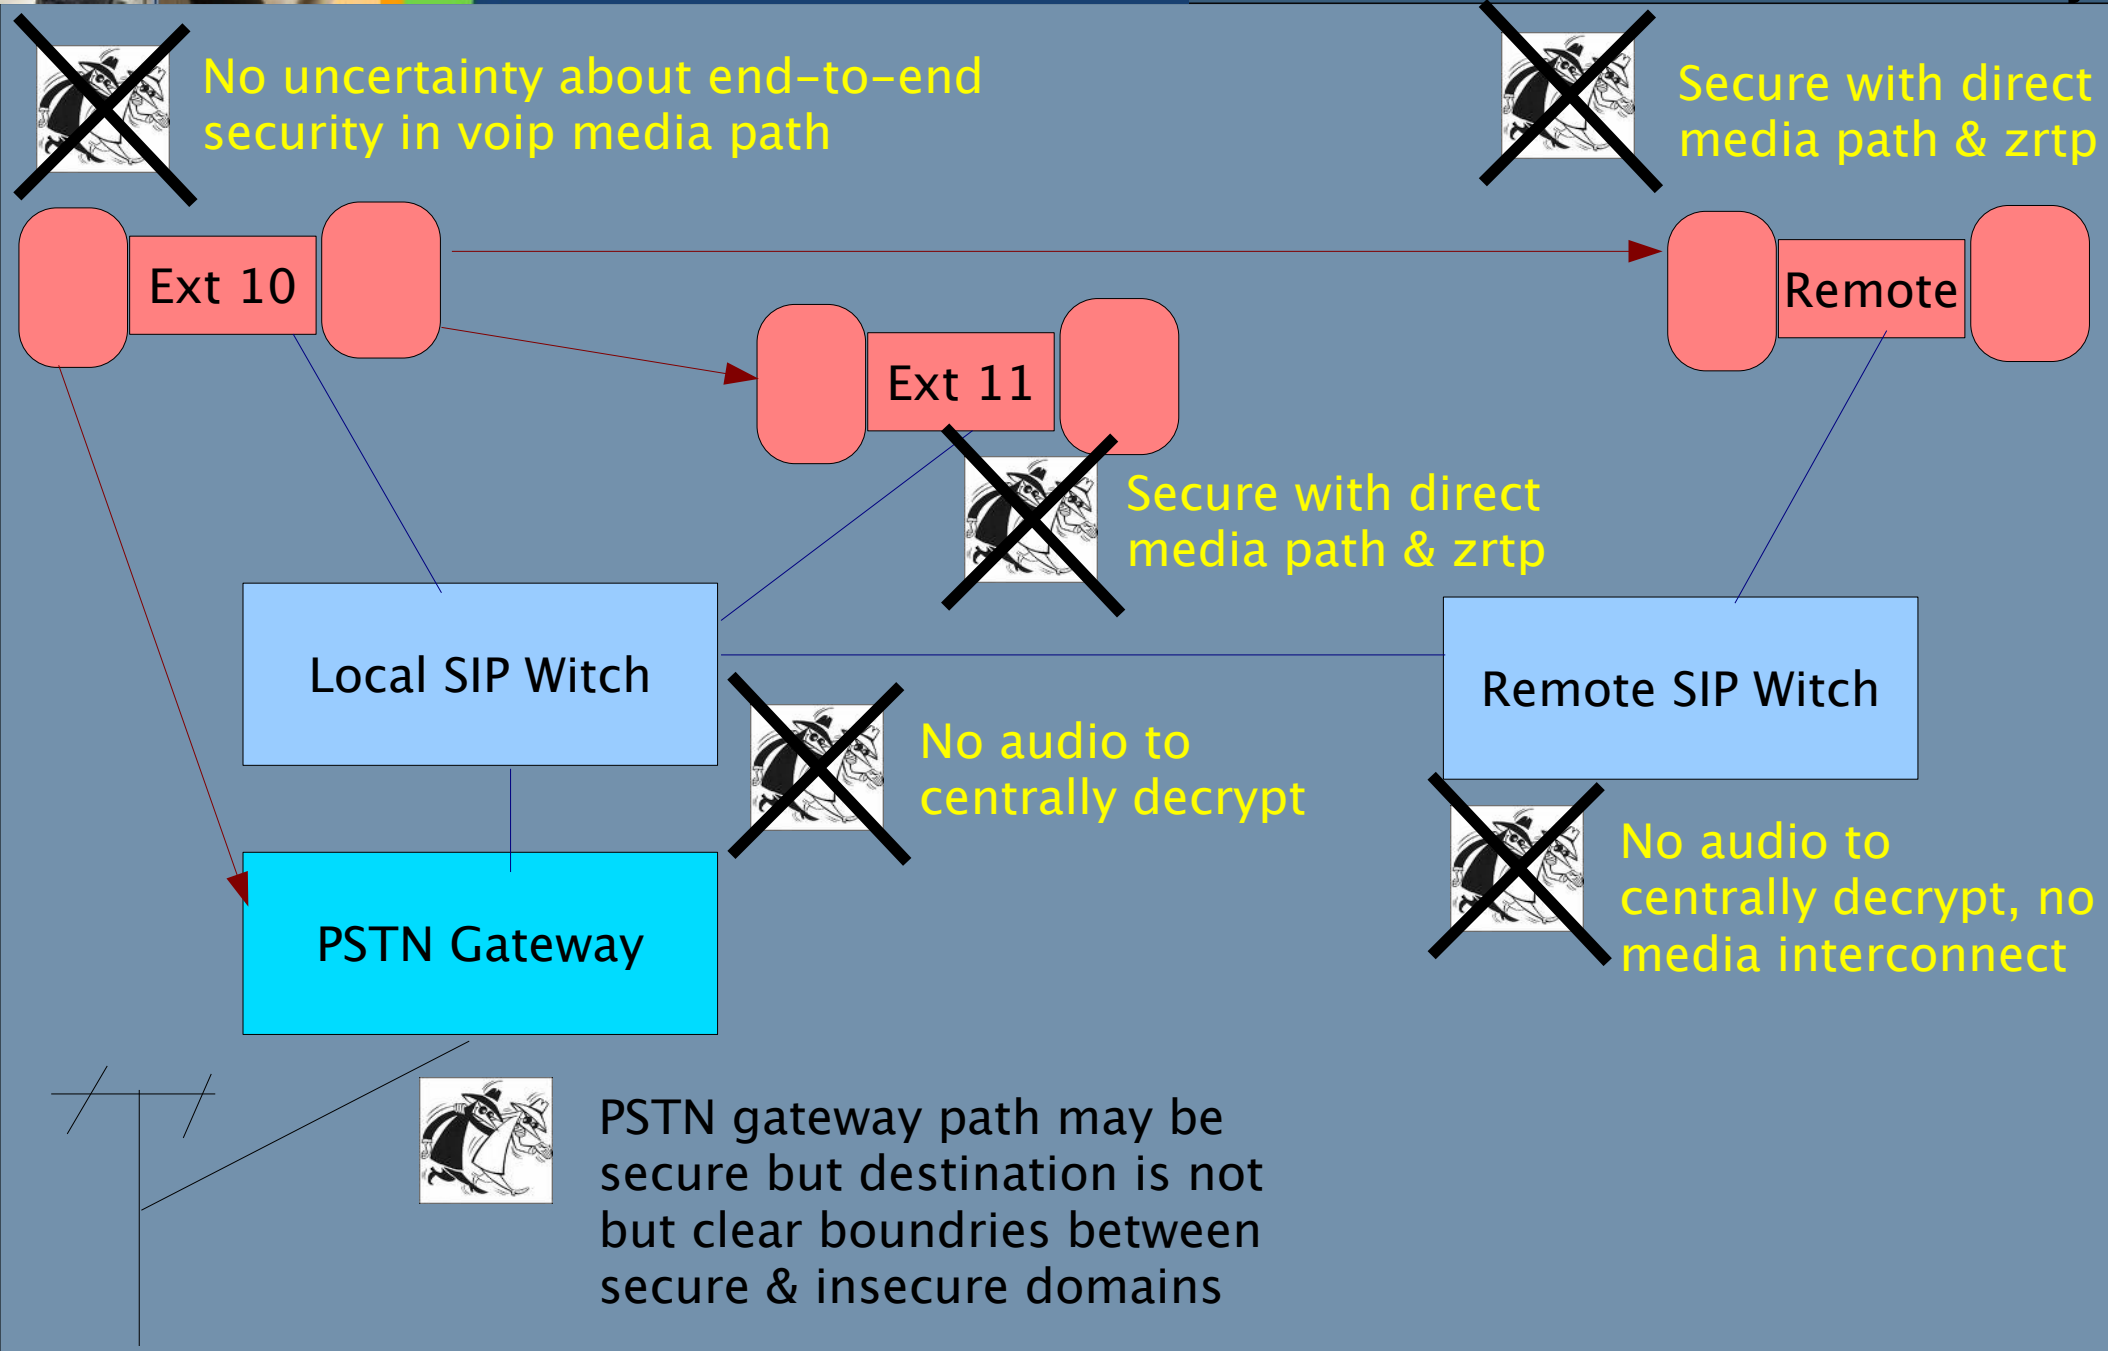 No uncertainty about end-to-end
security in voip media path
Secure with direct
media path & zrtp
Ext 10
Remote
Ext 11
Secure with direct
media path & zrtp
Local SIP Witch
Remote SIP Witch
No audio to
centrally decrypt
No audio to
centrally decrypt, no
media interconnect
PSTN Gateway
PSTN gateway path may be
secure but destination is not
but clear boundries between
secure & insecure domains